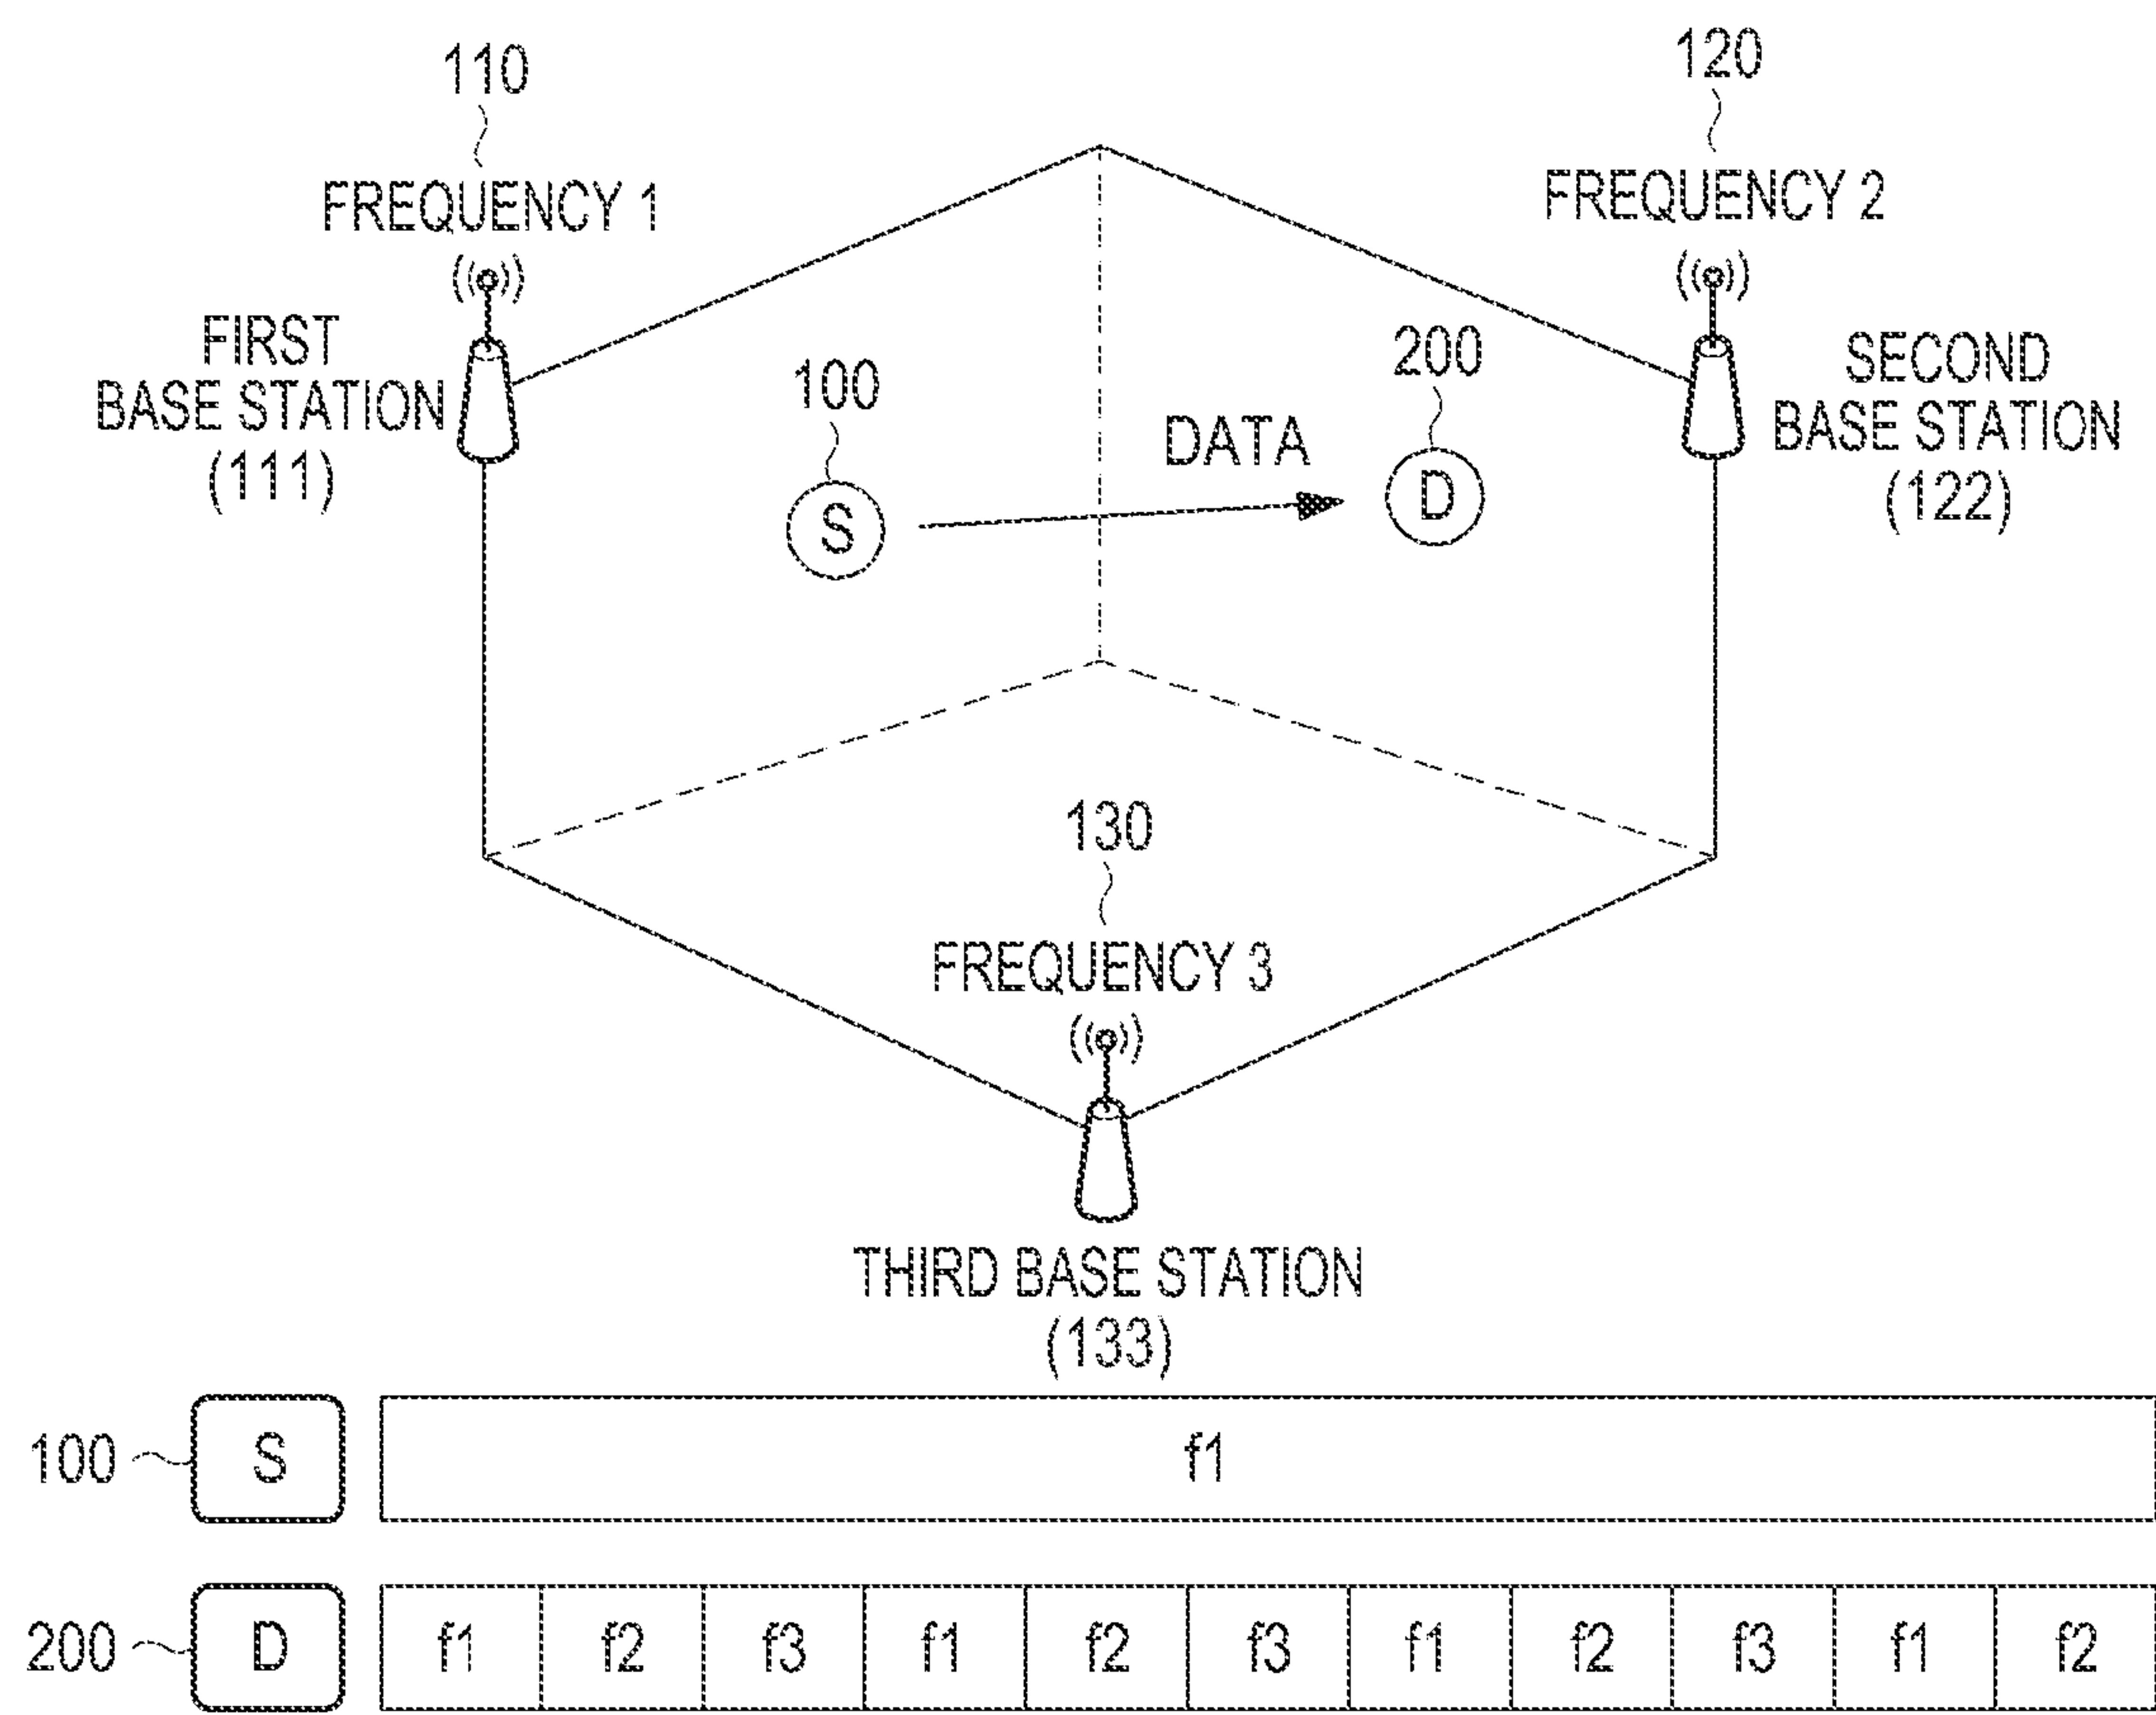 110
120
FREQUENCY 1
FREQUENCY 2
FIRST
BASE STATION
(111)
SECOND
BASE STATION
(122)
100
200
DATA
S
D
130
FREQUENCY 3
THIRD BASE STATION
(133)
100 S f1
200 D f1 f2 f3 f1 f2 f3 f1 f2 f3 f1 f2